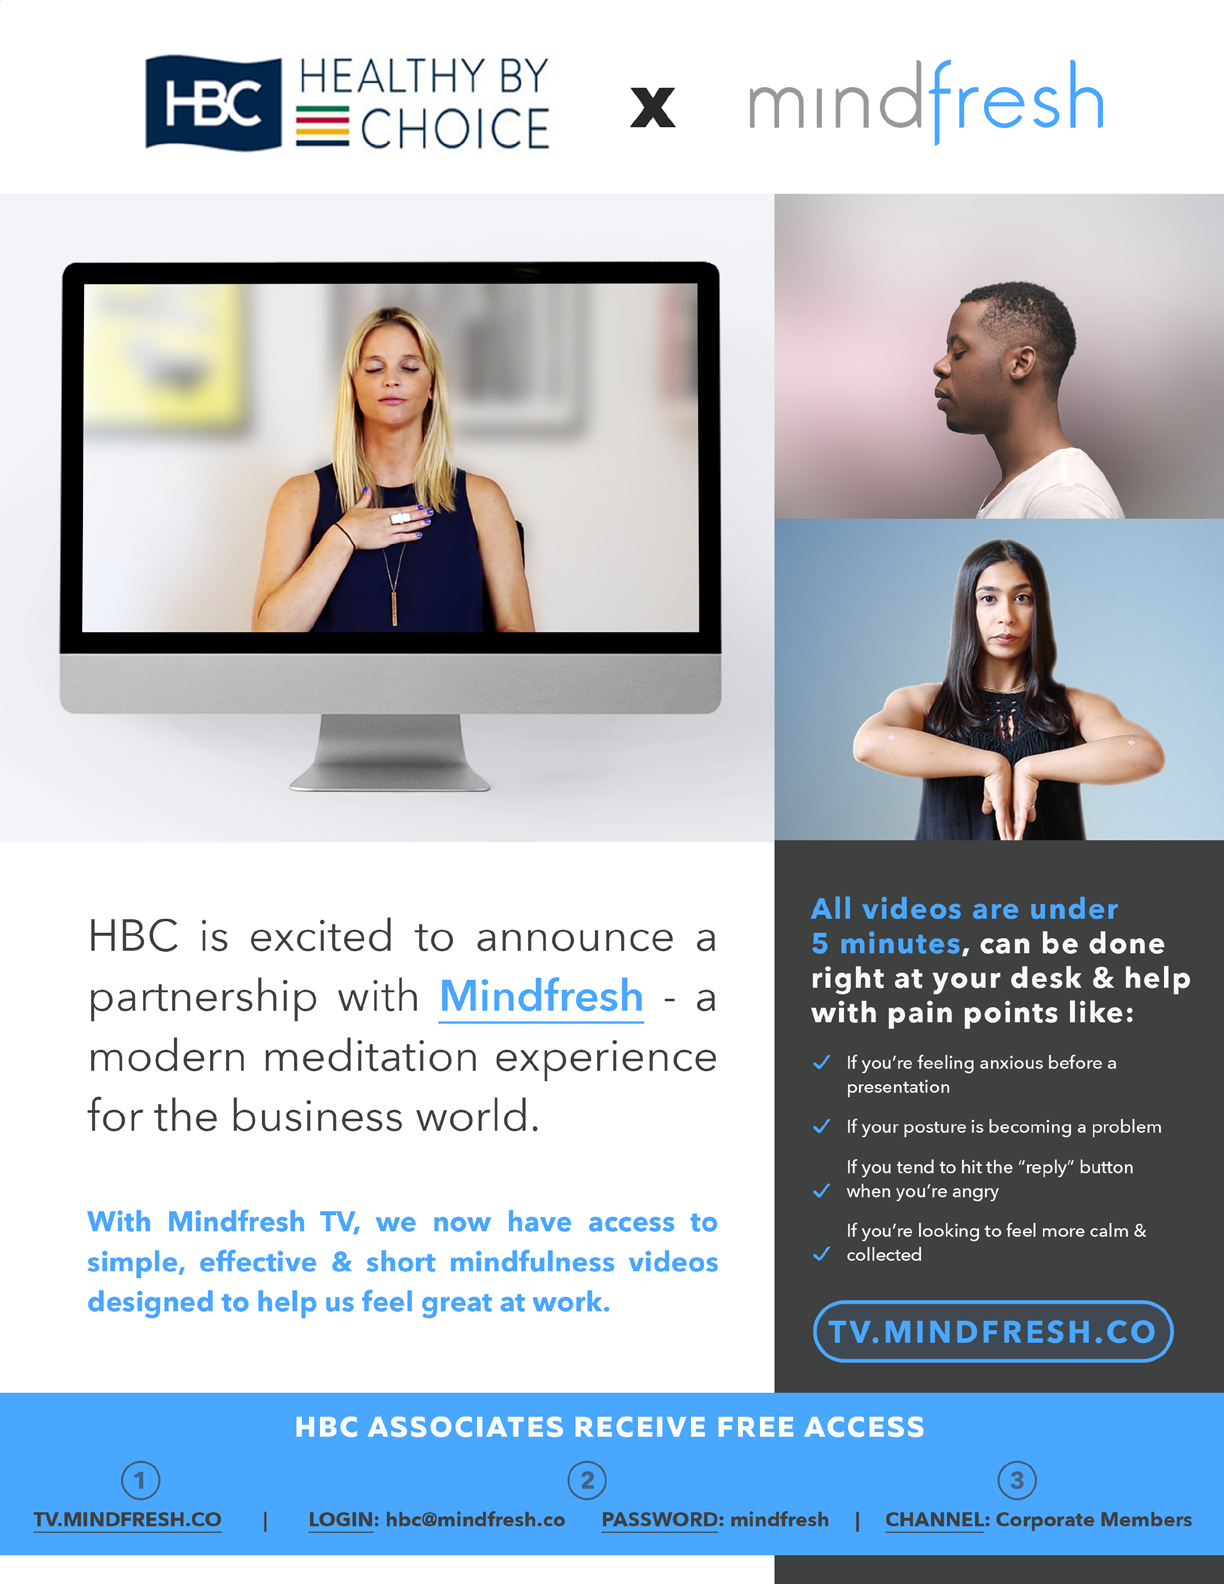 HBC HEALTHY BY
CHOICE
x
mindfresh
HBC is excited to announce a
partnership with Mindfresh - a
modern meditation experience
for the business world.
With Mindfresh TV, we now have access to
simple, effective & short mindfulness videos
designed to help us feel great at work.
All videos are under
5 minutes, can be done
right at your desk & help
with pain points like:
✓ If you're feeling anxious before a
presentation
✓ If your posture is becoming a problem
If you tend to hit the “reply” button
✓ when you're angry
If you're looking to feel more calm &
✓ collected
TV.MINDFRESH.CO
HBC ASSOCIATES RECEIVE FREE ACCESS
1 2 3
TV.MINDFRESH.CO | LOGIN: hbc@mindfresh.co PASSWORD: mindfresh | CHANNEL: Corporate Members